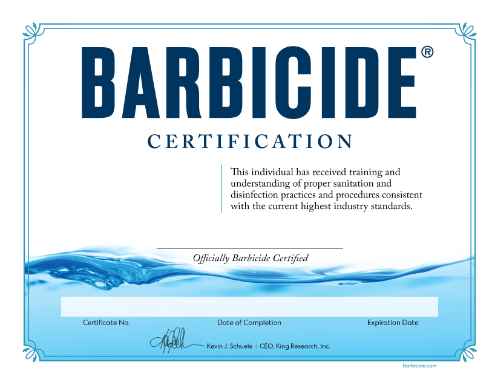 BARBICIDE®
CERTIFICATION
This individual has received training and
understanding of proper sanitation and
disinfection practices and procedures consistent
with the current highest industry standards.
Officially Barbicide Certified
Certificate No. Date of Completion Expiration Date
Kevin J. Schuele | CEO, King Research, Inc.
barbicide.com